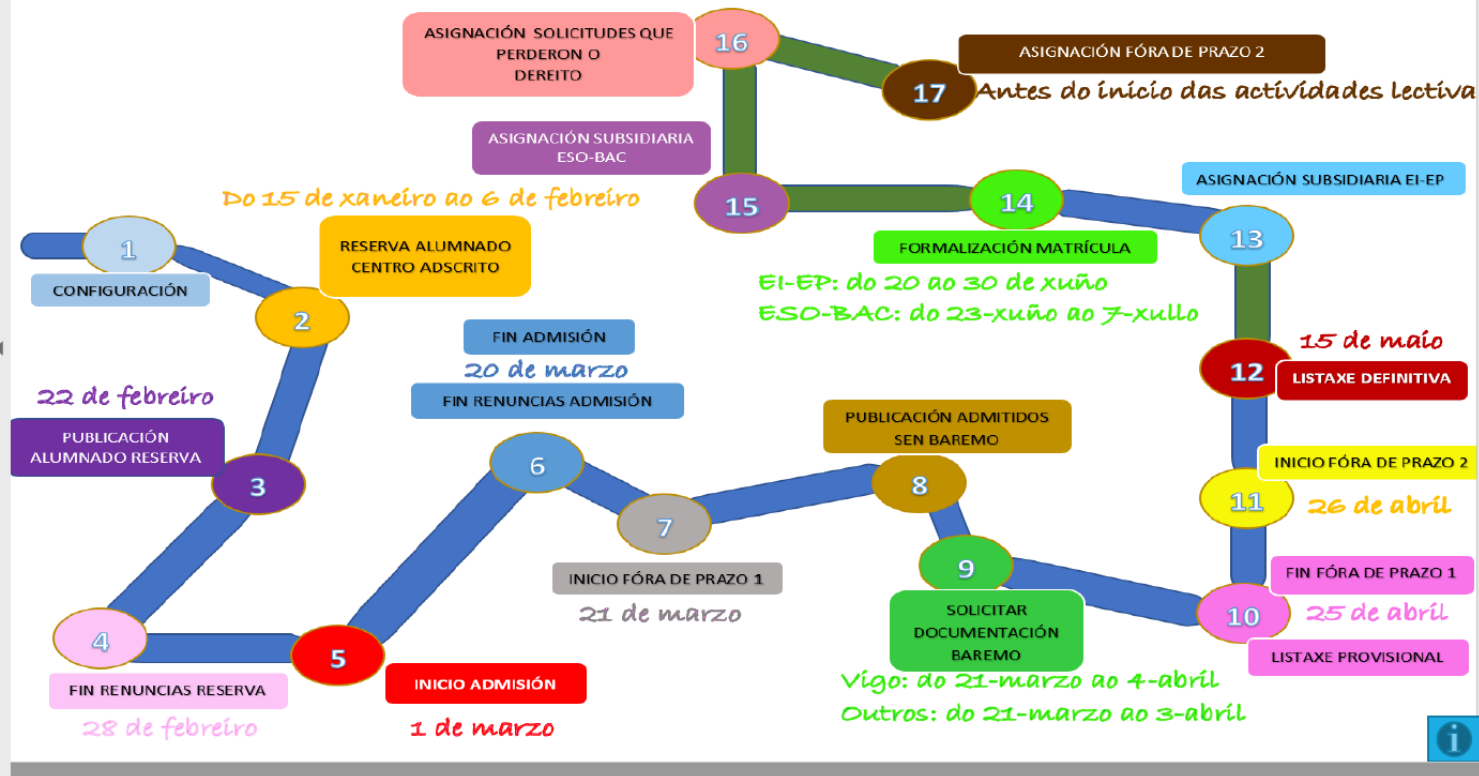 1
CONFIGURACIÓN
Do 15 de xaneiro ao 6 de febreiro
RESERVA ALUMNADO
CENTRO ADSCRITO
2
22 de febreiro
PUBLICACIÓN
ALUMNADO RESERVA
3
4
FIN RENUNCIAS RESERVA
28 de febreiro
5
INICIO ADMISIÓN
1 de marzo
FIN ADMISIÓN
20 de marzo
FIN RENUNCIAS ADMISIÓN
6
7
INICIO FÓRA DE PRAZO 1
21 de marzo
PUBLICACIÓN ADMITIDOS
SEN BAREMO
8
9
SOLICITAR
DOCUMENTACIÓN
BAREMO
Vigo: do 21-marzo ao 4-abril
Outros: do 21-marzo ao 3-abril
FIN FÓRA DE PRAZO 1
25 de abril
10
LISTAXE PROVISIONAL
INICIO FÓRA DE PRAZO 2
11
26 de abril
15 de maio
12
LISTAXE DEFINITIVA
ASIGNACIÓN SUBSIDIARIA EI-EP
13
14
FORMALIZACIÓN MATRÍCULA
EI-EP: do 20 ao 30 de xuño
ESO-BAC: do 23-xuño ao 7-xullo
ASIGNACIÓN SUBSIDIARIA
ESO-BAC
15
ASIGNACIÓN SOLICITUDES QUE
PERDERON O
DEREITO
16
ASIGNACIÓN FÓRA DE PRAZO 2
17
Antes do inicio das actividades lectiva
i